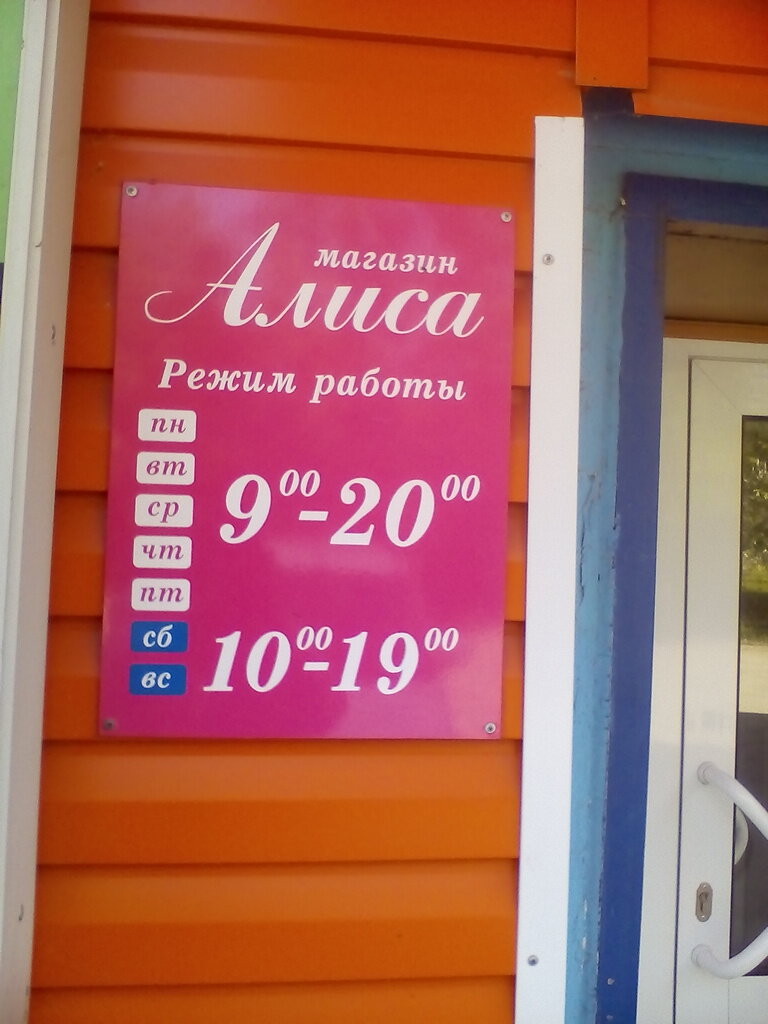 магазин
Алиса
Режим работы
пн
вт
ср
чт
пт
9⁰⁰-20⁰⁰
сб
вс
10⁰⁰-19⁰⁰